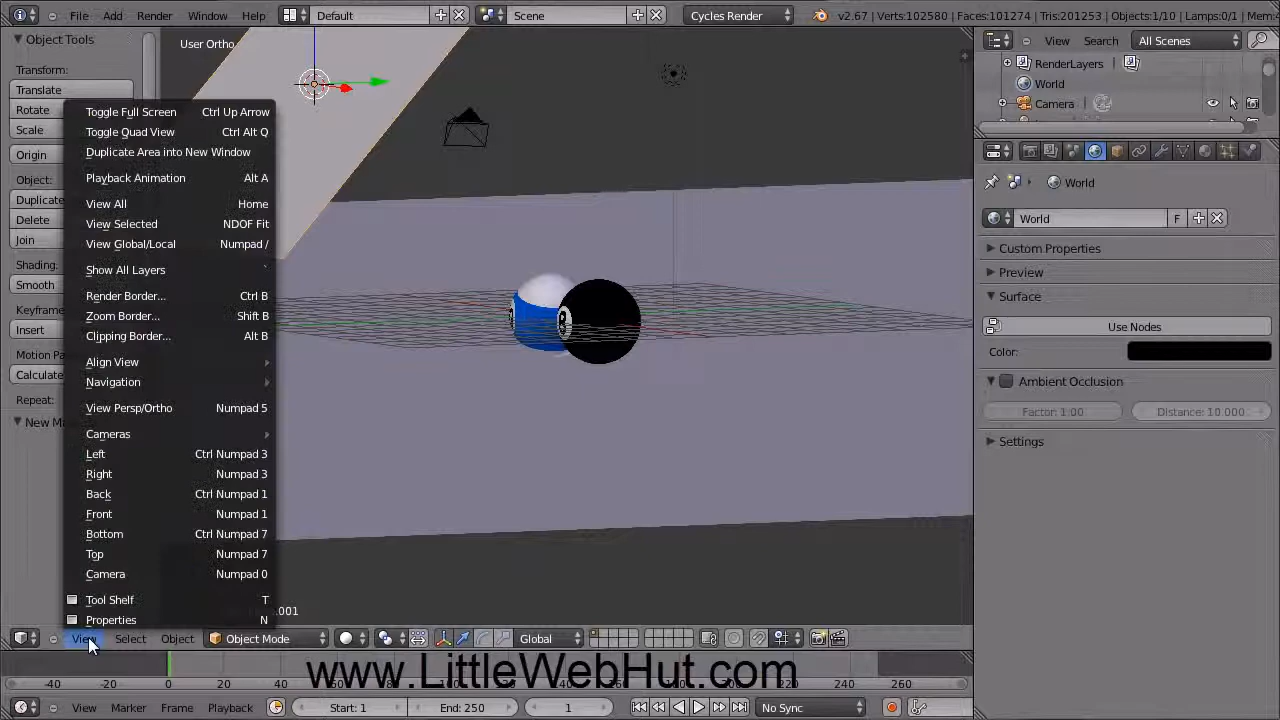 File Add Render Window Help Default Scene Cycles Render v2.67 | Verts:102580 | Faces:101274 | Tris:201253 | Objects:1/10 | Lamps:0/1 | Mem:
Object Tools
Transform:
Translate
Rotate
Scale
Origin
Object:
Duplicate
Delete
Join
Shading:
Smooth
Keyframe
Insert
Motion Pa
Calculate
Repeat:
New M
User Ortho
Toggle Full Screen Ctrl Up Arrow
Toggle Quad View Ctrl Alt Q
Duplicate Area into New Window
Playback Animation Alt A
View All Home
View Selected NDOF Fit
View Global/Local Numpad /
Show All Layers `
Render Border... Ctrl B
Zoom Border... Shift B
Clipping Border... Alt B
Align View
Navigation
View Persp/Ortho Numpad 5
Cameras
Left Ctrl Numpad 3
Right Numpad 3
Back Ctrl Numpad 1
Front Numpad 1
Bottom Ctrl Numpad 7
Top Numpad 7
Camera Numpad 0
Tool Shelf T
Properties N
.001
8
View Search All Scenes
RenderLayers
World
Camera
World
World F
Custom Properties
Preview
Surface
Use Nodes
Color:
Ambient Occlusion
Factor: 1.00 Distance: 10.000
Settings
View Select Object Object Mode Global
www.LittleWebHut.com
-40 -20 0 20 200 220 240 260
View Marker Frame Playback Start: 1 End: 250 1 No Sync